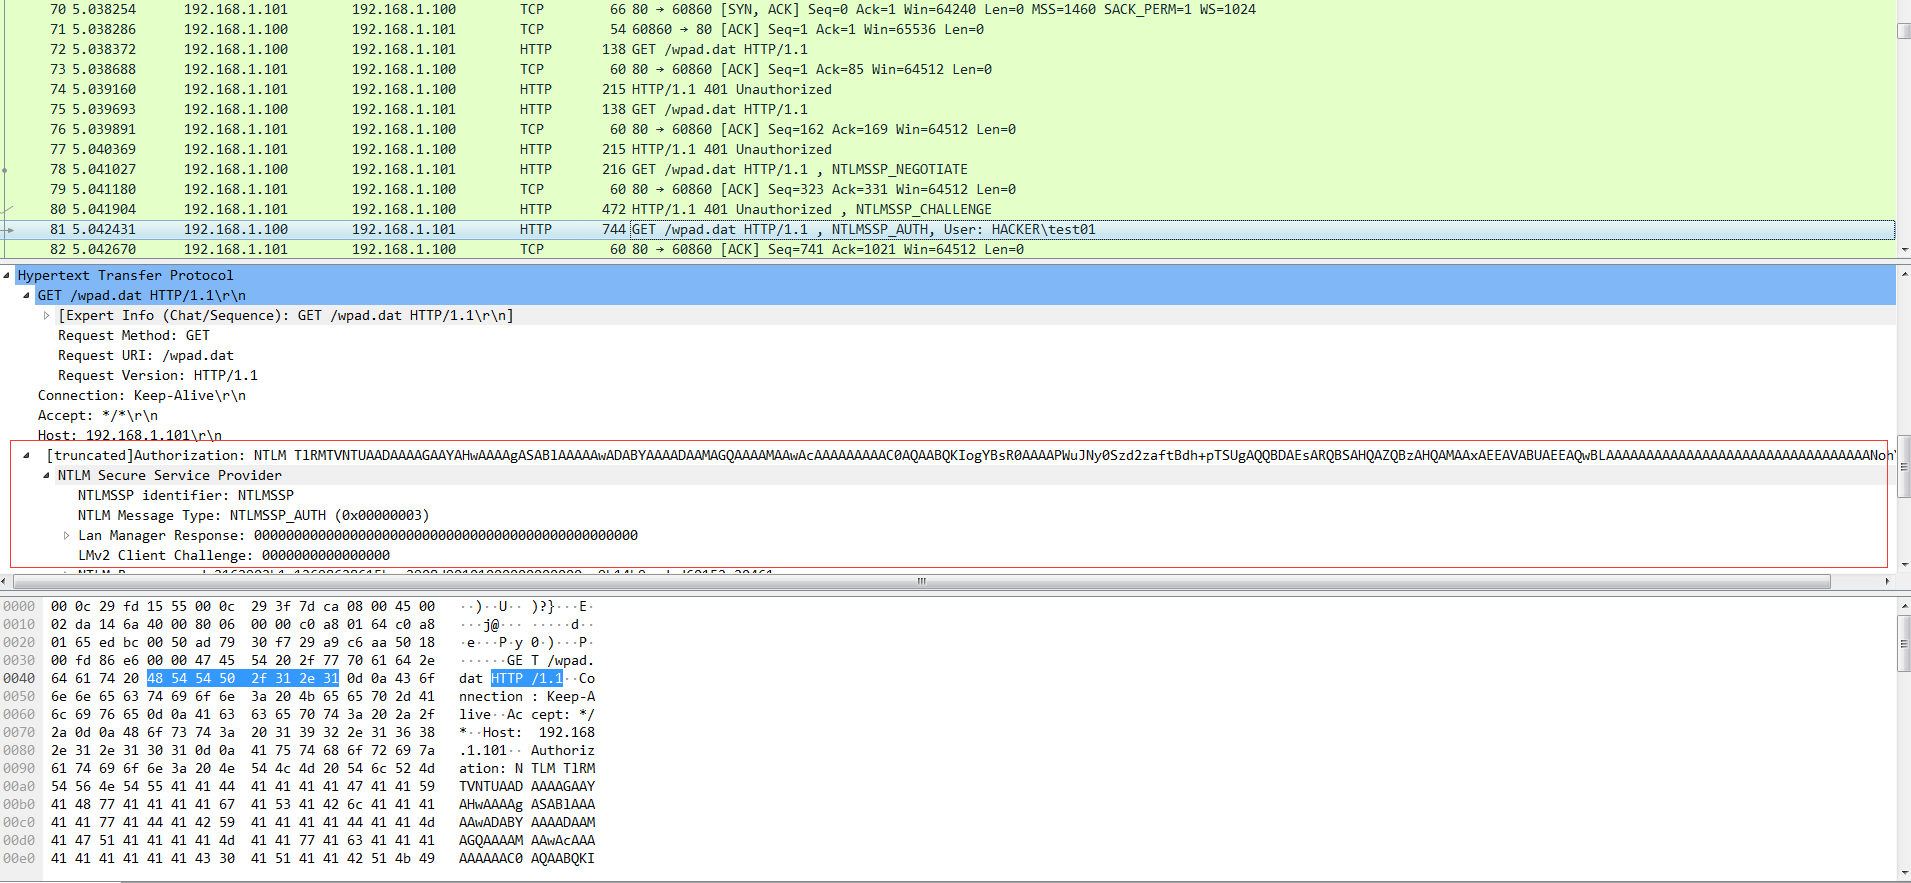 70 5.038254 192.168.1.101 192.168.1.100 TCP 66 80 → 60860 [SYN, ACK] Seq=0 Ack=1 Win=64240 Len=0 MSS=1460 SACK_PERM=1 WS=1024
71 5.038286 192.168.1.100 192.168.1.101 TCP 54 60860 → 80 [ACK] Seq=1 Ack=1 Win=65536 Len=0
72 5.038372 192.168.1.100 192.168.1.101 HTTP 138 GET /wpad.dat HTTP/1.1
73 5.038688 192.168.1.101 192.168.1.100 TCP 60 80 → 60860 [ACK] Seq=1 Ack=85 Win=64512 Len=0
74 5.039160 192.168.1.101 192.168.1.100 HTTP 215 HTTP/1.1 401 Unauthorized
75 5.039693 192.168.1.100 192.168.1.101 HTTP 138 GET /wpad.dat HTTP/1.1
76 5.039891 192.168.1.101 192.168.1.100 TCP 60 80 → 60860 [ACK] Seq=162 Ack=169 Win=64512 Len=0
77 5.040369 192.168.1.101 192.168.1.100 HTTP 215 HTTP/1.1 401 Unauthorized
78 5.041027 192.168.1.100 192.168.1.101 HTTP 216 GET /wpad.dat HTTP/1.1 , NTLMSSP_NEGOTIATE
79 5.041180 192.168.1.101 192.168.1.100 TCP 60 80 → 60860 [ACK] Seq=323 Ack=331 Win=64512 Len=0
80 5.041904 192.168.1.101 192.168.1.100 HTTP 472 HTTP/1.1 401 Unauthorized , NTLMSSP_CHALLENGE
81 5.042431 192.168.1.100 192.168.1.101 HTTP 744 GET /wpad.dat HTTP/1.1 , NTLMSSP_AUTH, User: HACKER\test01
82 5.042670 192.168.1.101 192.168.1.100 TCP 60 80 → 60860 [ACK] Seq=741 Ack=1021 Win=64512 Len=0
Hypertext Transfer Protocol
GET /wpad.dat HTTP/1.1\r\n
[Expert Info (Chat/Sequence): GET /wpad.dat HTTP/1.1\r\n]
Request Method: GET
Request URI: /wpad.dat
Request Version: HTTP/1.1
Connection: Keep-Alive\r\n
Accept: */*\r\n
Host: 192.168.1.101\r\n
[truncated]Authorization: NTLM
NTLM Secure Service Provider
NTLMSSP identifier: NTLMSSP
NTLM Message Type: NTLMSSP_AUTH (0x00000003)
Lan Manager Response: 000000000000000000000000000000000000000000000000
LMv2 Client Challenge: 0000000000000000
0000 00 0c 29 fd 15 55 00 0c 29 3f 7d ca 08 00 45 00 ··)··U·· )?}···E·
0010 02 da 14 6a 40 00 80 06 00 00 c0 a8 01 64 c0 a8 ···j@··· ·····d··
0020 01 65 ed bc 00 50 ad 79 30 f7 29 a9 c6 aa 50 18 ·e···P·y 0·)···P·
0030 00 fd 86 e6 00 00 47 45 54 20 2f 77 70 61 64 2e ······GE T /wpad.
0040 64 61 74 20 48 54 54 50 2f 31 2e 31 0d 0a 43 6f dat HTTP /1.1··Co
0050 6e 6e 65 63 74 69 6f 6e 3a 20 4b 65 65 70 2d 41 nnection : Keep-A
0060 6c 69 76 65 0d 0a 41 63 63 65 70 74 3a 20 2a 2f live··Ac cept: */
0070 2a 0d 0a 48 6f 73 74 3a 20 31 39 32 2e 31 36 38 *··Host: 192.168
0080 2e 31 2e 31 30 31 0d 0a 41 75 74 68 6f 72 69 7a .1.101·· Authoriz
0090 61 74 69 6f 6e 3a 20 4e 54 4c 4d 20 54 6c 52 4d ation: N TLM TlRM
00a0 54 56 4e 54 55 41 41 44 41 41 41 41 47 41 41 59 TVNTUAAD AAAAGAAY
00b0 41 48 77 41 41 41 41 67 41 53 41 42 6c 41 41 41 AHwAAAAg ASABlAAA
00c0 41 41 77 41 44 41 42 59 41 41 41 41 44 41 41 4d AAwADABY AAAADAAM
00d0 41 47 51 41 41 41 41 4d 41 41 77 41 63 41 41 41 AGQAAAAM AAwAcAAA
00e0 41 41 41 41 41 41 43 30 41 51 41 41 42 51 4b 49 AAAAAAC0 AQAABQKI